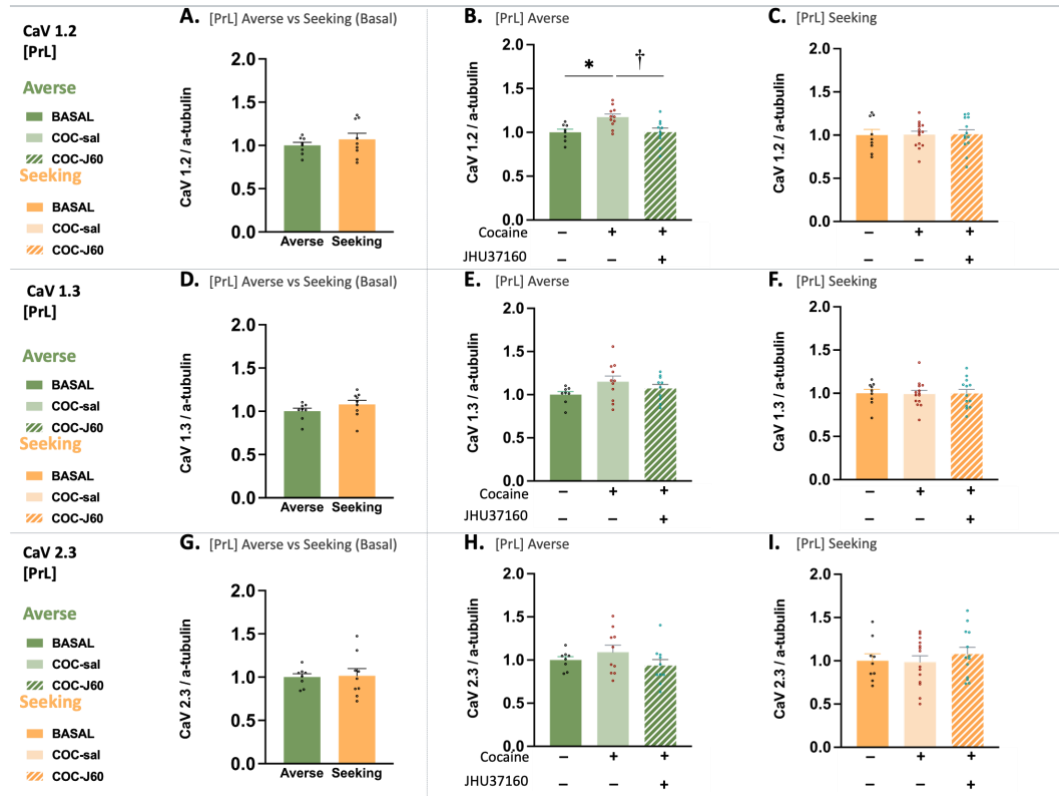 CaV 1.2
[PrL]
Averse
BASAL
COC-sal
COC-J60
Seeking
BASAL
COC-sal
COC-J60
A. [PrL] Averse vs Seeking (Basal)
CaV 1.2 / a-tubulin
2.0
1.5
1.0
0.5
0.0
Averse Seeking
B. [PrL] Averse
CaV 1.2 / a-tubulin
2.0
1.5
1.0
0.5
0.0
* †
Cocaine – + +
JHU37160 – – +
C. [PrL] Seeking
CaV 1.2 / a-tubulin
2.0
1.5
1.0
0.5
0.0
– + +
– – +
CaV 1.3
[PrL]
Averse
BASAL
COC-sal
COC-J60
Seeking
BASAL
COC-sal
COC-J60
D. [PrL] Averse vs Seeking (Basal)
CaV 1.3 / a-tubulin
2.0
1.5
1.0
0.5
0.0
Averse Seeking
E. [PrL] Averse
CaV 1.3 / a-tubulin
2.0
1.5
1.0
0.5
0.0
Cocaine – + +
JHU37160 – – +
F. [PrL] Seeking
CaV 1.3 / a-tubulin
2.0
1.5
1.0
0.5
0.0
– + +
– – +
CaV 2.3
[PrL]
Averse
BASAL
COC-sal
COC-J60
Seeking
BASAL
COC-sal
COC-J60
G. [PrL] Averse vs Seeking (Basal)
CaV 2.3 / a-tubulin
2.0
1.5
1.0
0.5
0.0
Averse Seeking
H. [PrL] Averse
CaV 2.3 / a-tubulin
2.0
1.5
1.0
0.5
0.0
Cocaine – + +
JHU37160 – – +
I. [PrL] Seeking
CaV 2.3 / a-tubulin
2.0
1.5
1.0
0.5
0.0
– + +
– – +